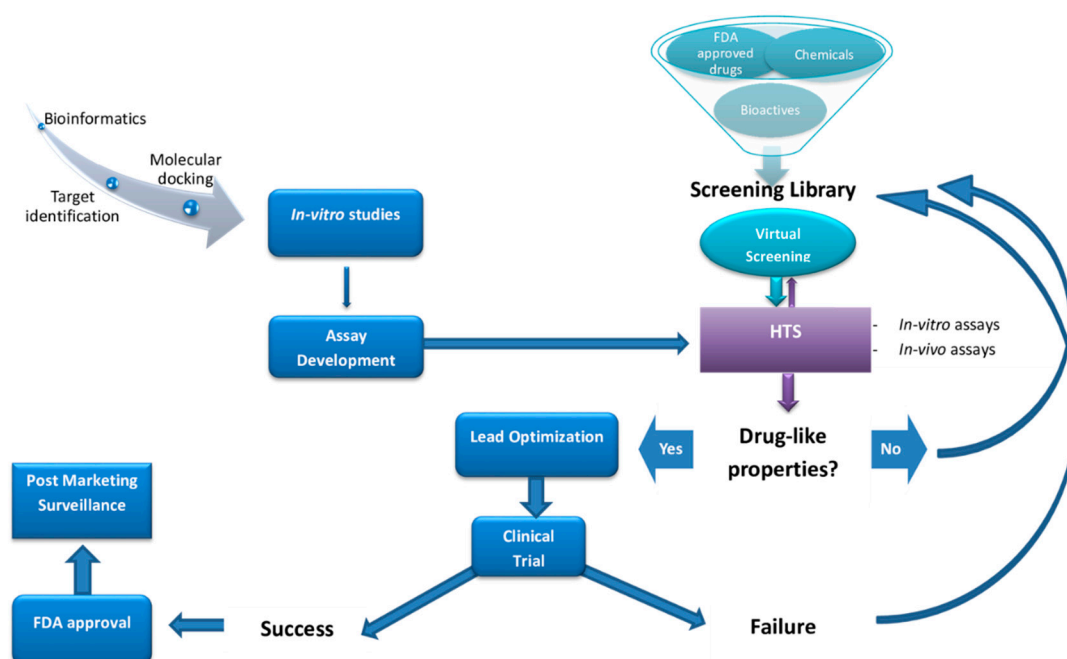 FDA
approved
drugs
Chemicals
Bioactives
Bioinformatics
Molecular
docking
Target
identification
Screening Library
In-vitro studies
Virtual
Screening
Assay
Development
HTS
- In-vitro assays
- In-vivo assays
Lead Optimization
Yes
Drug-like
properties?
No
Post Marketing
Surveillance
Clinical
Trial
FDA approval
Success
Failure